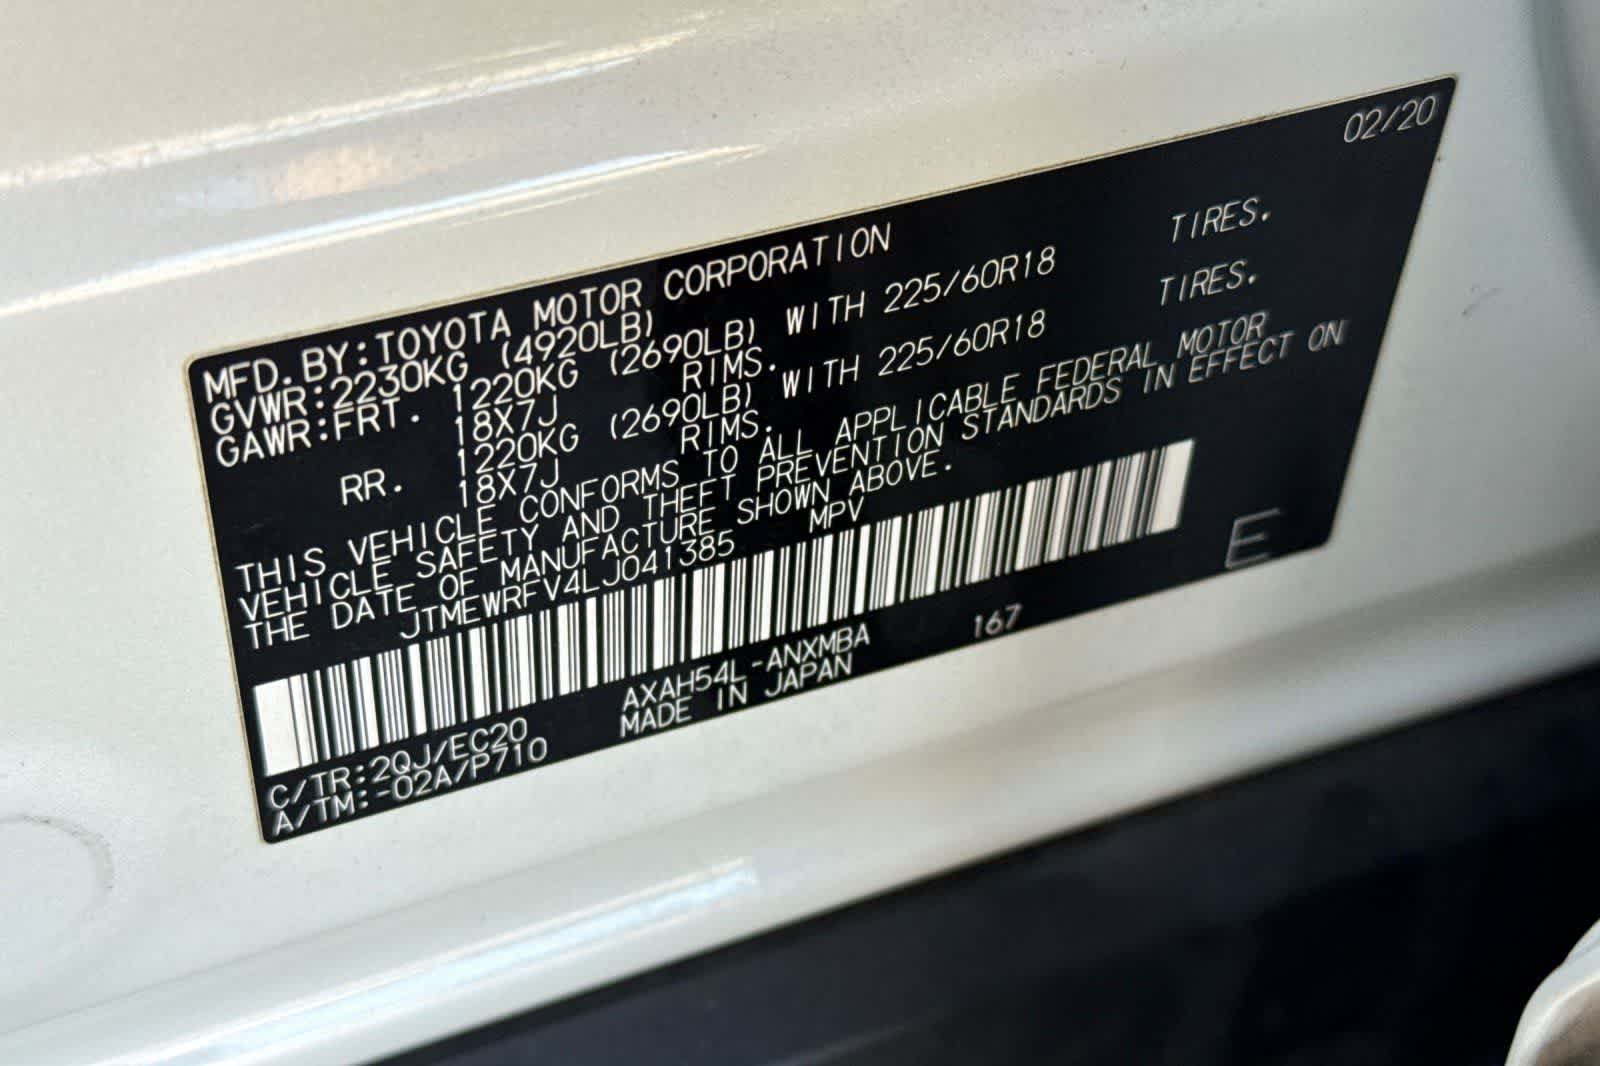 02/20
MFD. BY: TOYOTA MOTOR CORPORATION
GVWR: 2230KG (4920LB)
GAWR: FRT. 1220KG (2690LB) WITH 225/60R18 TIRES.
18X7J RIMS.
RR. 1220KG (2690LB) WITH 225/60R18 TIRES.
18X7J RIMS.
THIS VEHICLE CONFORMS TO ALL APPLICABLE FEDERAL MOTOR
VEHICLE SAFETY AND THEFT PREVENTION STANDARDS IN EFFECT ON
THE DATE OF MANUFACTURE SHOWN ABOVE.
JTMEWRFV4LJ041385 MPV
E
C/TR: 2QJ/EC20 AXAH54L-ANXMBA 167
A/TM: -02A/P710 MADE IN JAPAN